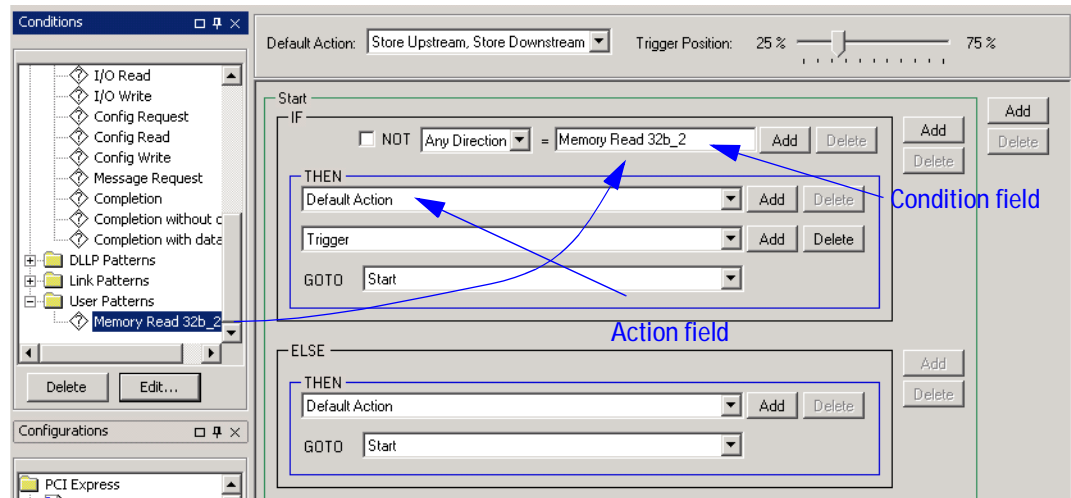 Conditions
I/O Read
I/O Write
Config Request
Config Read
Config Write
Message Request
Completion
Completion without c
Completion with data
DLLP Patterns
Link Patterns
User Patterns
Memory Read 32b_2
Delete Edit...
Configurations
PCI Express
Default Action: Store Upstream, Store Downstream Trigger Position: 25 % 75 %
Start
IF
NOT Any Direction = Memory Read 32b_2 Add Delete
Add
Delete
Add
Delete
THEN
Default Action Add Delete
Condition field
Trigger Add Delete
GOTO Start
Action field
ELSE
Add
Delete
THEN
Default Action Add Delete
GOTO Start